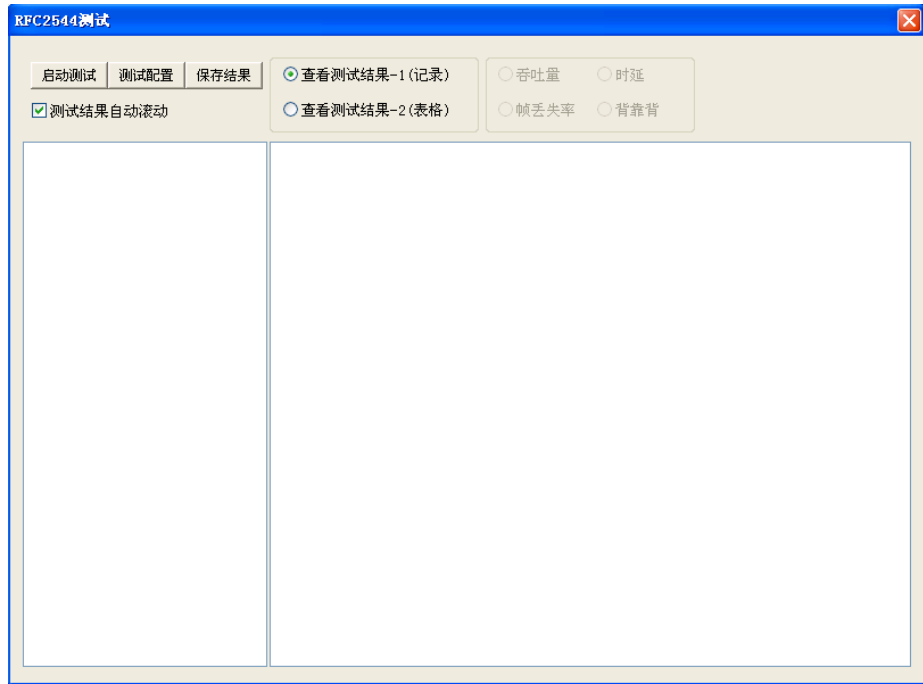 RFC2544测试
启动测试 测试配置 保存结果
测试结果自动滚动
查看测试结果-1(记录)
查看测试结果-2(表格)
吞吐量 时延
帧丢失率 背靠背